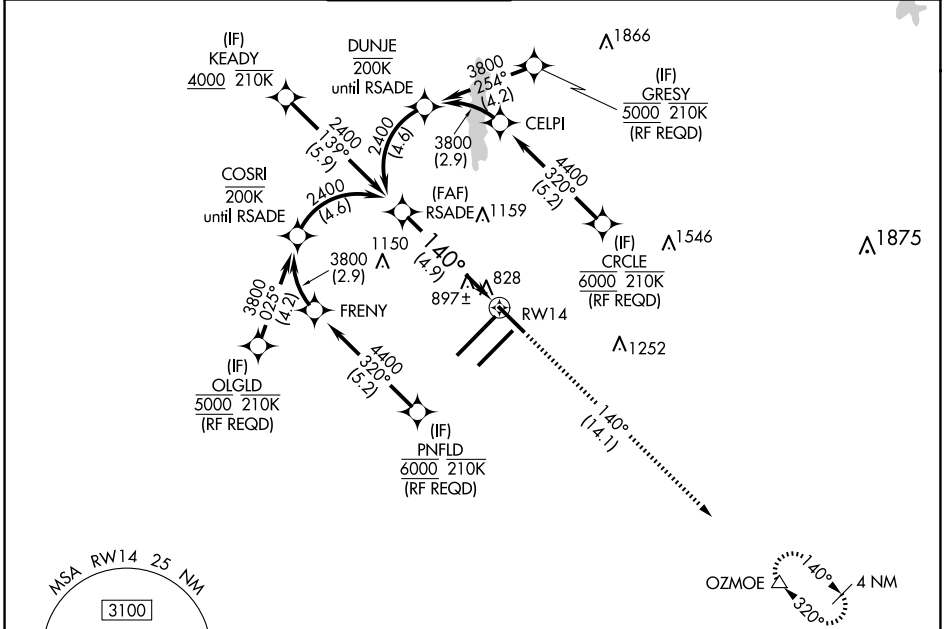 (IF)
KEADY
4000 210K
DUNJE
200K
until RSADE
1866
3800
254°
(4.2)
(IF)
GRESY
5000 210K
(RF REQD)
CELPI
3800
(2.9)
2400
(4.6)
2400
139°
(5.9)
4400
320°
(5.2)
COSRI
200K
until RSADE
2400
(4.6)
(FAF)
RSADE
1159
(IF)
CRCLE
6000 210K
(RF REQD)
1546
1875
1150
140°
(4.9)
3800
(2.9)
828
897±
3800
025°
(4.2)
FRENY
RW14
1252
(IF)
OLGLD
5000 210K
(RF REQD)
4400
320°
(5.2)
(IF)
PNFLD
6000 210K
(RF REQD)
140°
(14.1)
MSA RW14 25 NM
3100
OZMOE
140°
4 NM
320°